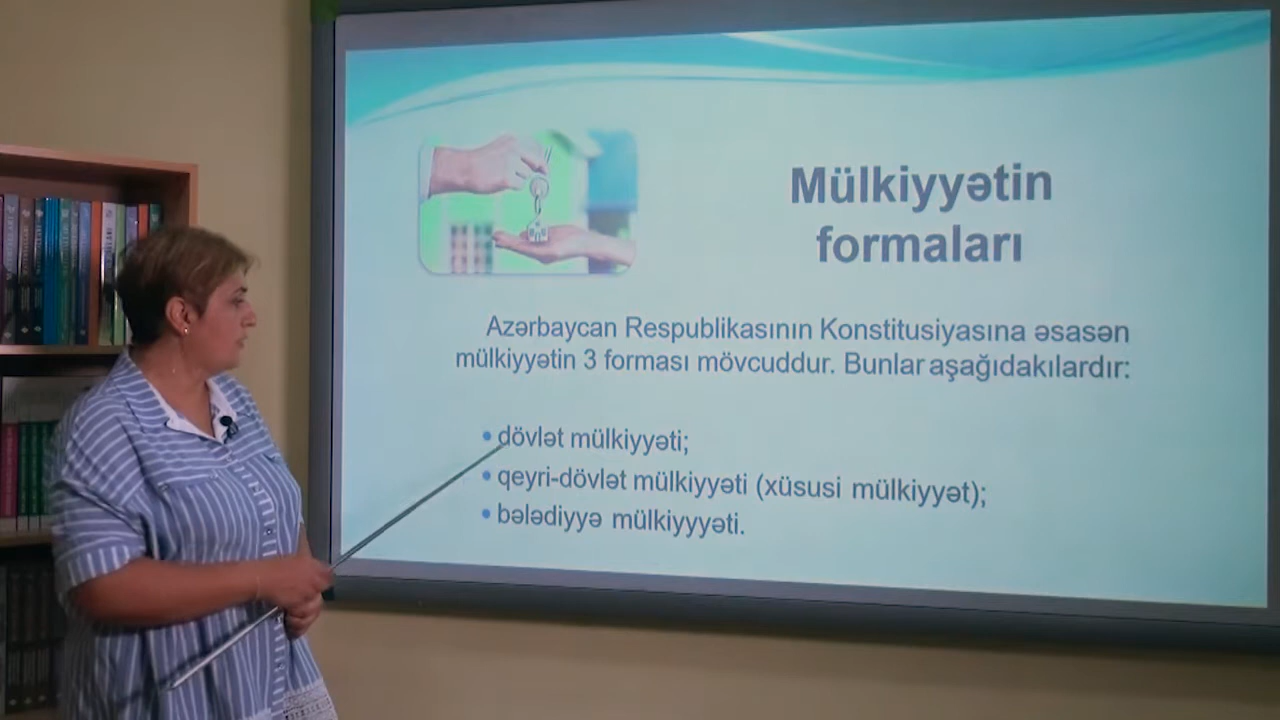 Mülkiyyətin
formaları
Azərbaycan Respublikasının Konstitusiyasına əsasən
mülkiyyətin 3 forması mövcuddur. Bunlar aşağıdakılardır:
• dövlət mülkiyyəti;
• qeyri-dövlət mülkiyyəti (xüsusi mülkiyyət);
• bələdiyyə mülkiyyyəti.